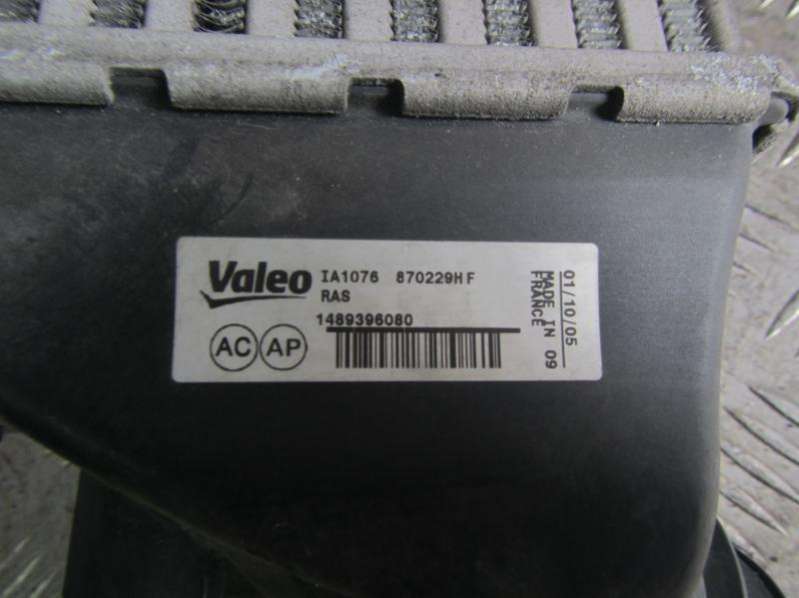 Valeo IA1076 870229HF
RAS
1489396080
AC AP
01/10/05 09
MADE IN
FRANCE